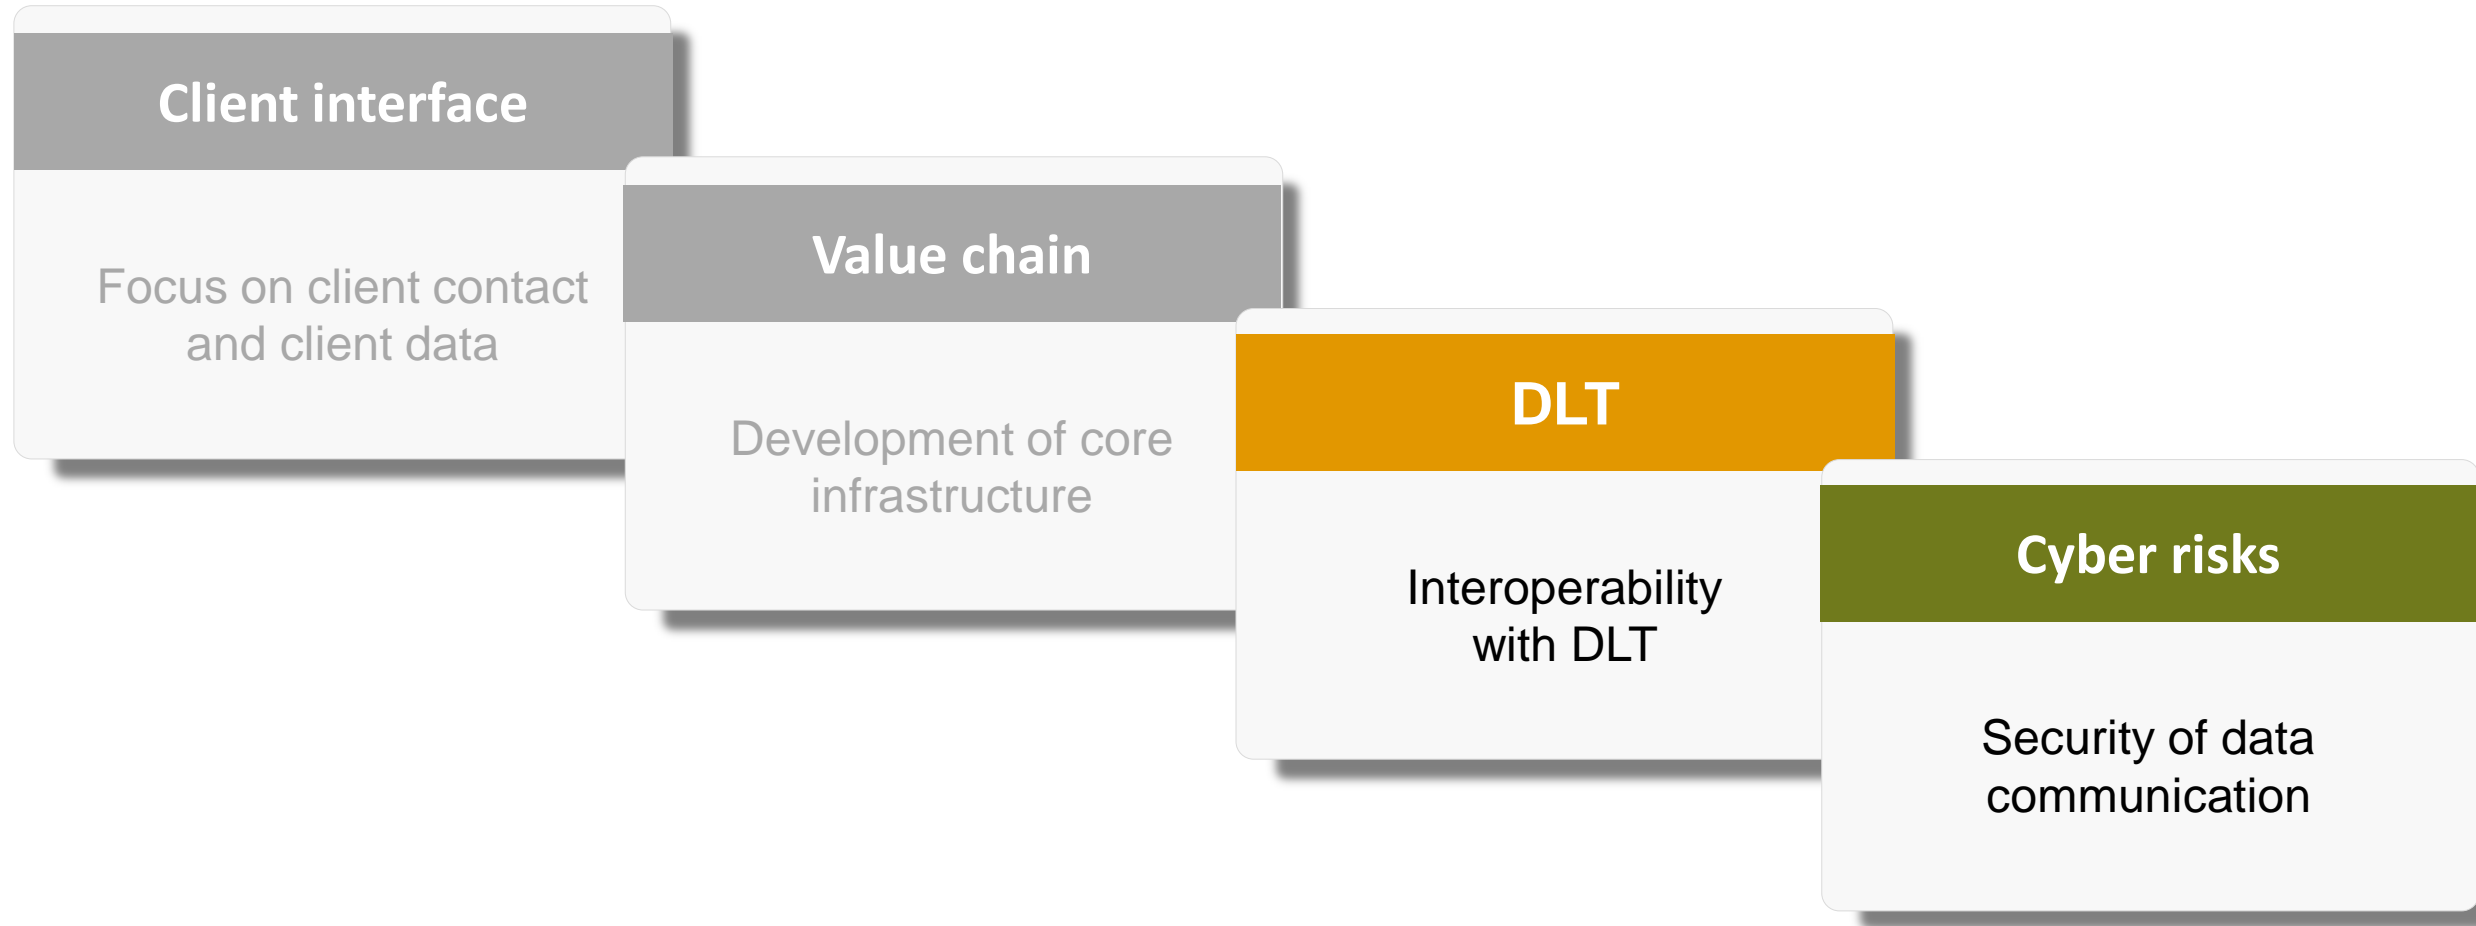 Client interface
Focus on client contact
and client data
Value chain
Development of core
infrastructure
DLT
Interoperability
with DLT
Cyber risks
Security of data
communication